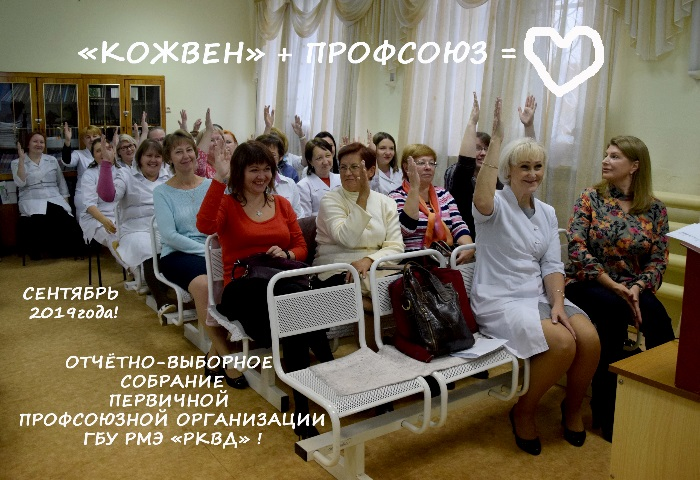 «КОЖВЕН» + ПРОФСОЮЗ =
СЕНТЯБРЬ
2019года!
ОТЧЁТНО-ВЫБОРНОЕ
СОБРАНИЕ
ПЕРВИЧНОЙ
ПРОФСОЮЗНОЙ ОРГАНИЗАЦИИ
ГБУ РМЭ «РКВД» !